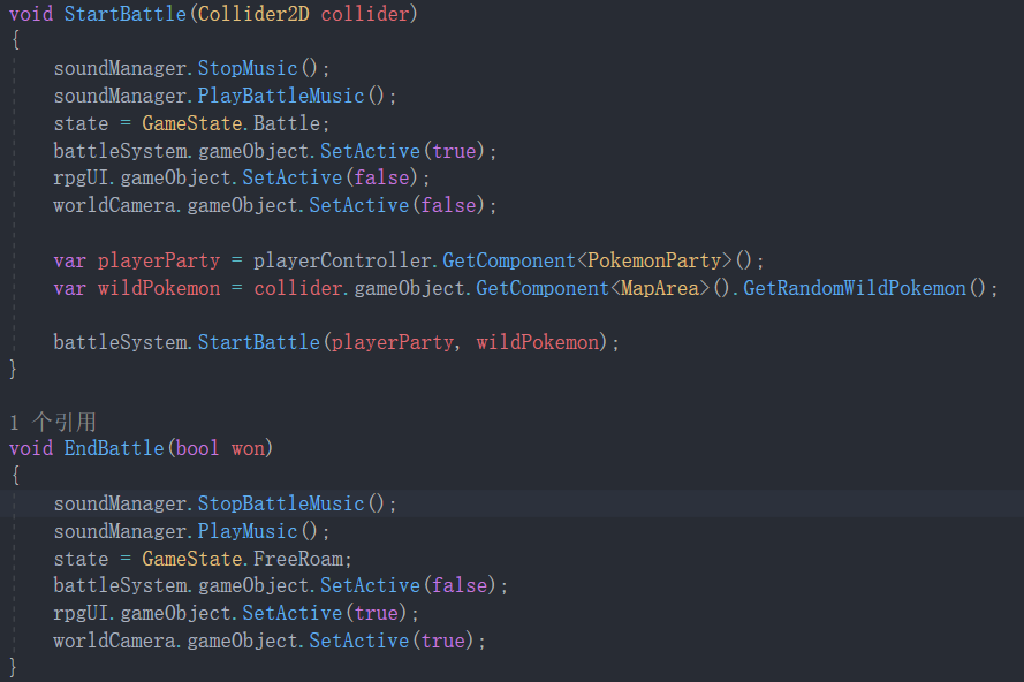 void StartBattle(Collider2D collider)
{
soundManager.StopMusic();
soundManager.PlayBattleMusic();
state = GameState.Battle;
battleSystem.gameObject.SetActive(true);
rpgUI.gameObject.SetActive(false);
worldCamera.gameObject.SetActive(false);
var playerParty = playerController.GetComponent<PokemonParty>();
var wildPokemon = collider.gameObject.GetComponent<MapArea>().GetRandomWildPokemon();
battleSystem.StartBattle(playerParty, wildPokemon);
}
1 个引用
void EndBattle(bool won)
{
soundManager.StopBattleMusic();
soundManager.PlayMusic();
state = GameState.FreeRoam;
battleSystem.gameObject.SetActive(false);
rpgUI.gameObject.SetActive(true);
worldCamera.gameObject.SetActive(true);
}